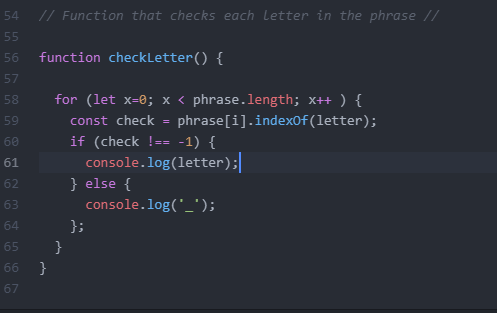 54 // Function that checks each letter in the phrase //
55
56 function checkLetter() {
57
58   for (let x=0; x < phrase.length; x++ ) {
59     const check = phrase[i].indexOf(letter);
60     if (check !== -1) {
61       console.log(letter);
62     } else {
63       console.log('_');
64     };
65   }
66 }
67